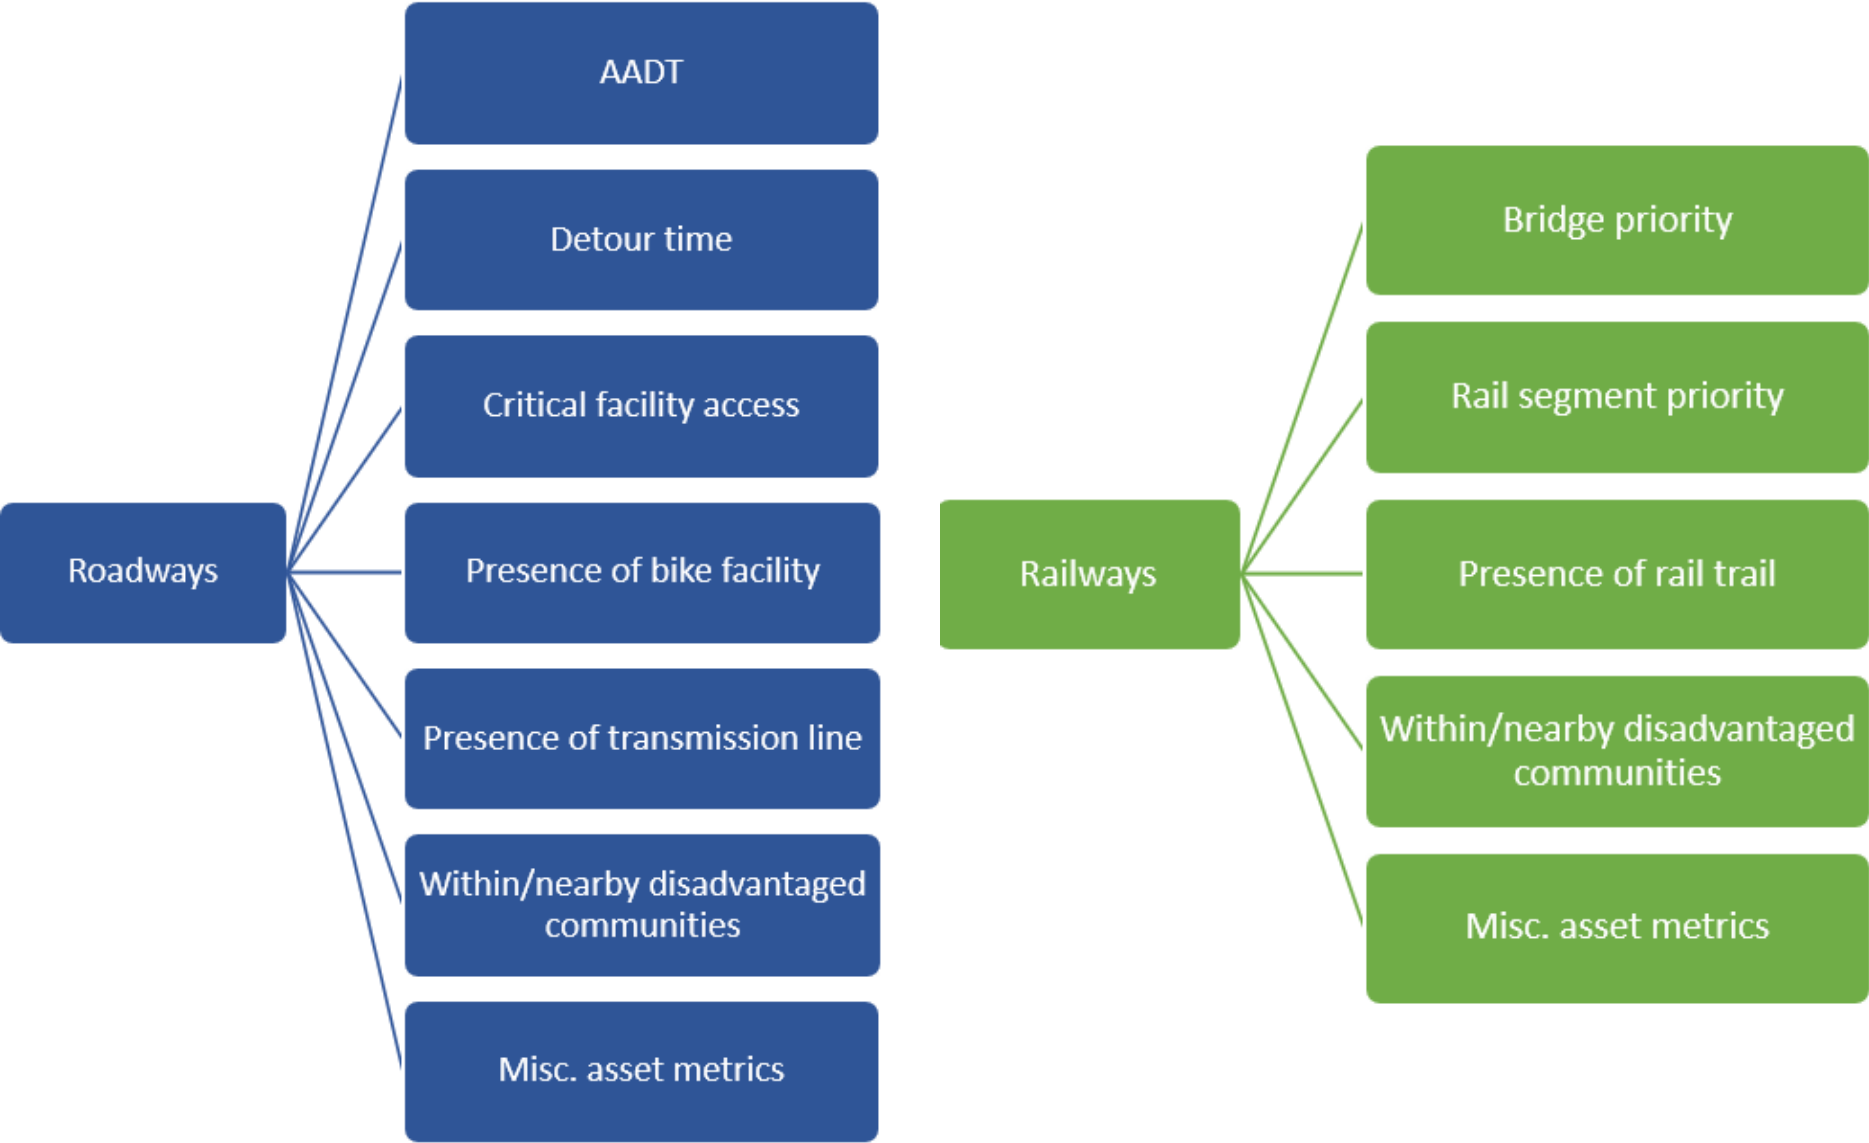 Roadways
AADT
Detour time
Critical facility access
Presence of bike facility
Presence of transmission line
Within/nearby disadvantaged
communities
Misc. asset metrics
Railways
Bridge priority
Rail segment priority
Presence of rail trail
Within/nearby disadvantaged
communities
Misc. asset metrics